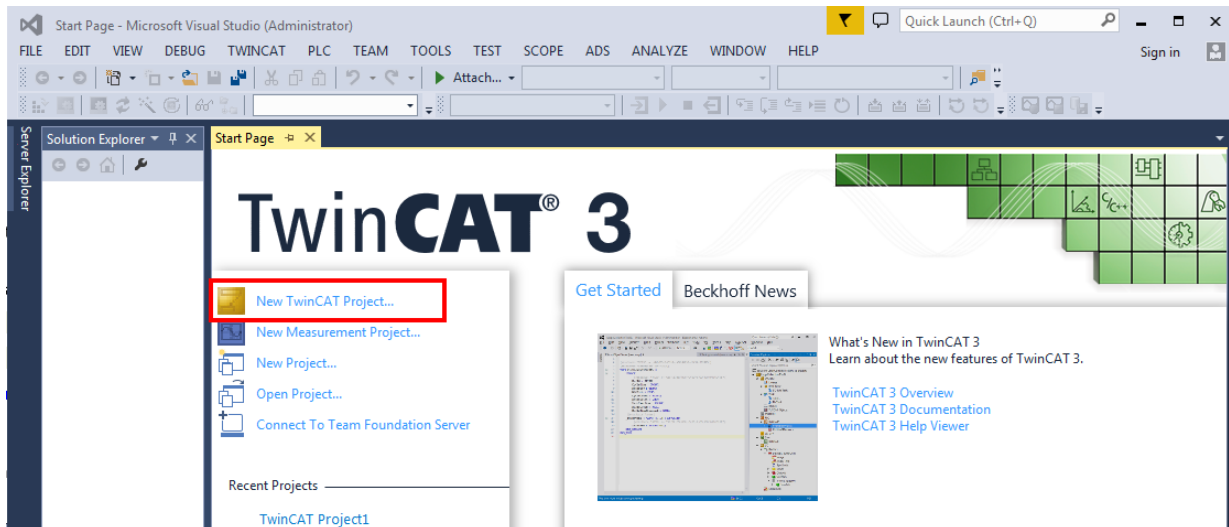 Start Page - Microsoft Visual Studio (Administrator)
Quick Launch (Ctrl+Q)
FILE EDIT VIEW DEBUG TWINCAT PLC TEAM TOOLS TEST SCOPE ADS ANALYZE WINDOW HELP
Sign in
Attach...
Server Explorer
Solution Explorer
Start Page
TwinCAT® 3
C/C++
New TwinCAT Project...
New Measurement Project...
New Project...
Open Project...
Connect To Team Foundation Server
Recent Projects
TwinCAT Project1
Get Started
Beckhoff News
What's New in TwinCAT 3
Learn about the new features of TwinCAT 3.
TwinCAT 3 Overview
TwinCAT 3 Documentation
TwinCAT 3 Help Viewer